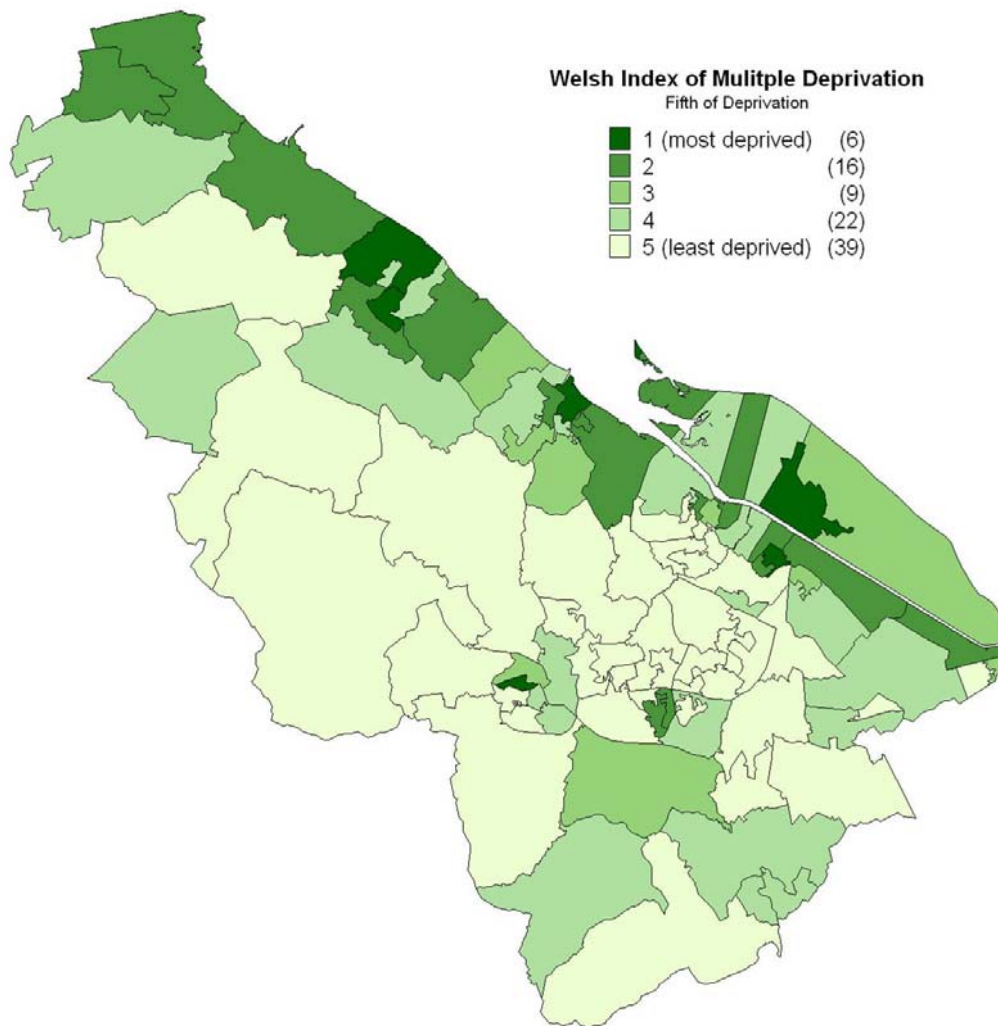 Welsh Index of Mulitple Deprivation
Fifth of Deprivation
1 (most deprived) (6)
2 (16)
3 (9)
4 (22)
5 (least deprived) (39)